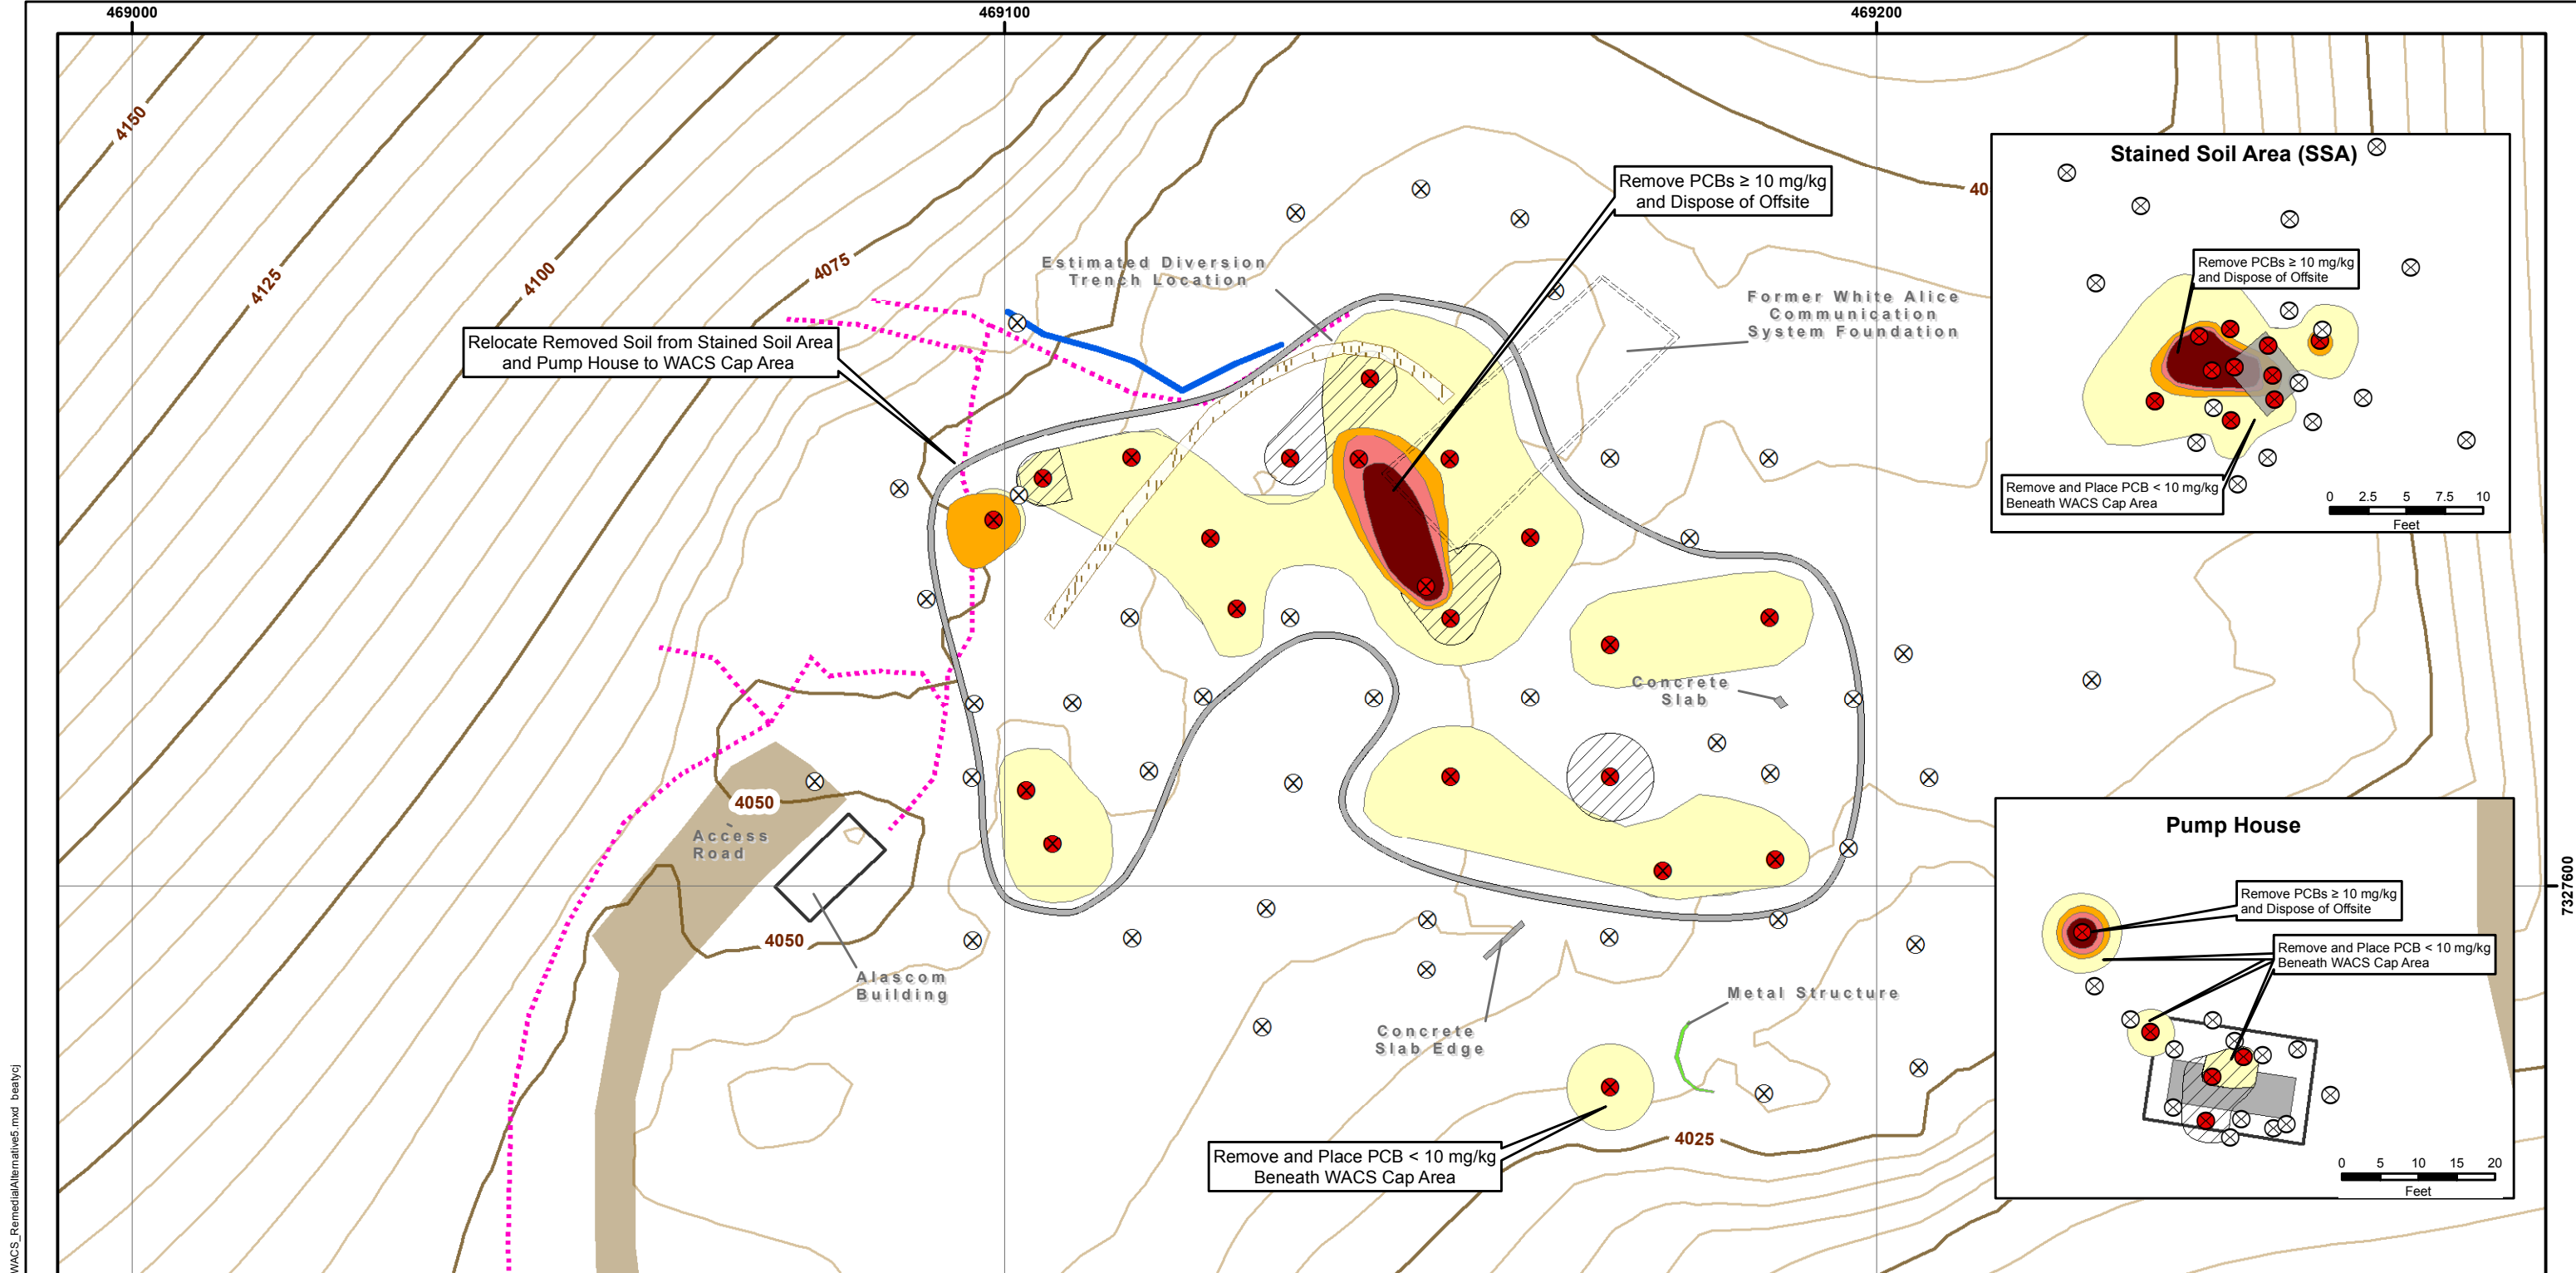 469000
469100
469200
4150
4125
4100
4075
40
Remove PCBs ≥ 10 mg/kg
and Dispose of Offsite
Estimated Diversion
Trench Location
Former White Alice
Communication
System Foundation
Relocate Removed Soil from Stained Soil Area
and Pump House to WACS Cap Area
Concrete
Slab
4050
Access
Road
4050
Alascom
Building
Concrete
Slab Edge
Metal Structure
4025
Remove and Place PCB < 10 mg/kg
Beneath WACS Cap Area
Stained Soil Area (SSA)
Remove PCBs ≥ 10 mg/kg
and Dispose of Offsite
Remove and Place PCB < 10 mg/kg
Beneath WACS Cap Area
0 2.5 5 7.5 10
Feet
Pump House
Remove PCBs ≥ 10 mg/kg
and Dispose of Offsite
Remove and Place PCB < 10 mg/kg
Beneath WACS Cap Area
0 5 10 15 20
Feet
7327600
WACS_RemedialAlternative5.mxd beatycj